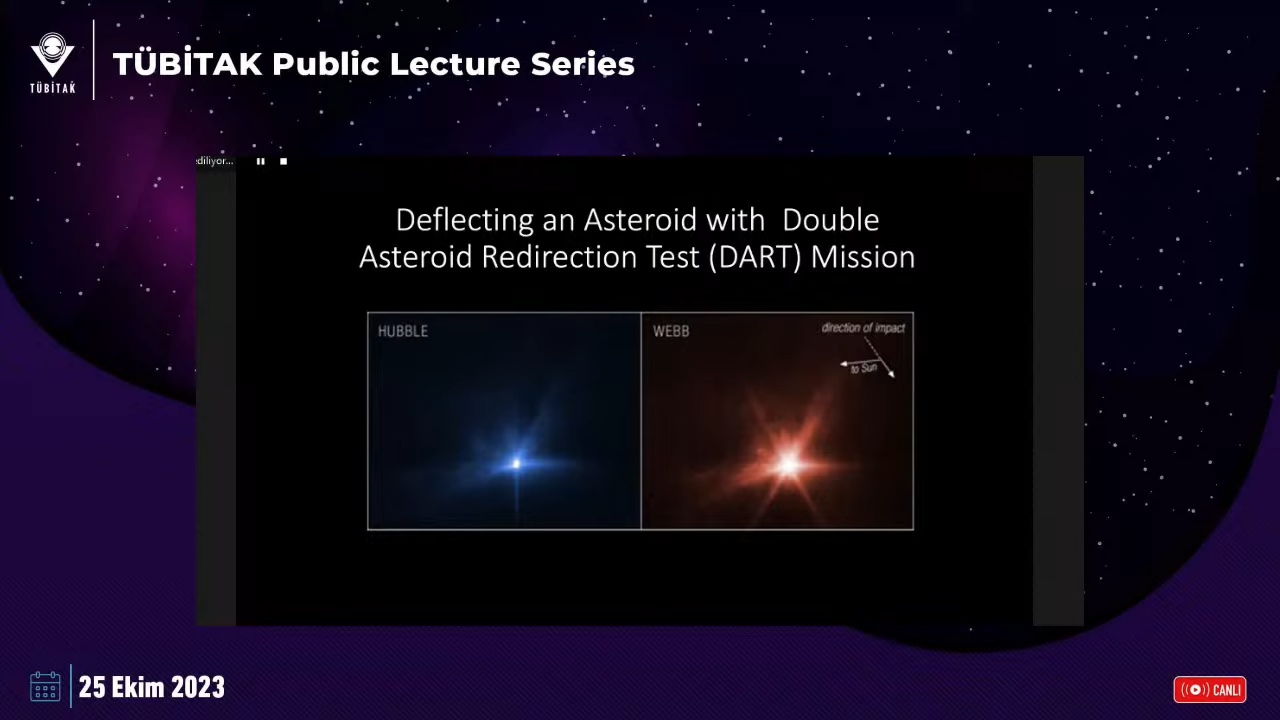 TÜBİTAK
TÜBİTAK Public Lecture Series
ediliyor...
Deflecting an Asteroid with Double
Asteroid Redirection Test (DART) Mission
HUBBLE
WEBB
direction of impact
to Sun
25 Ekim 2023
CANLI